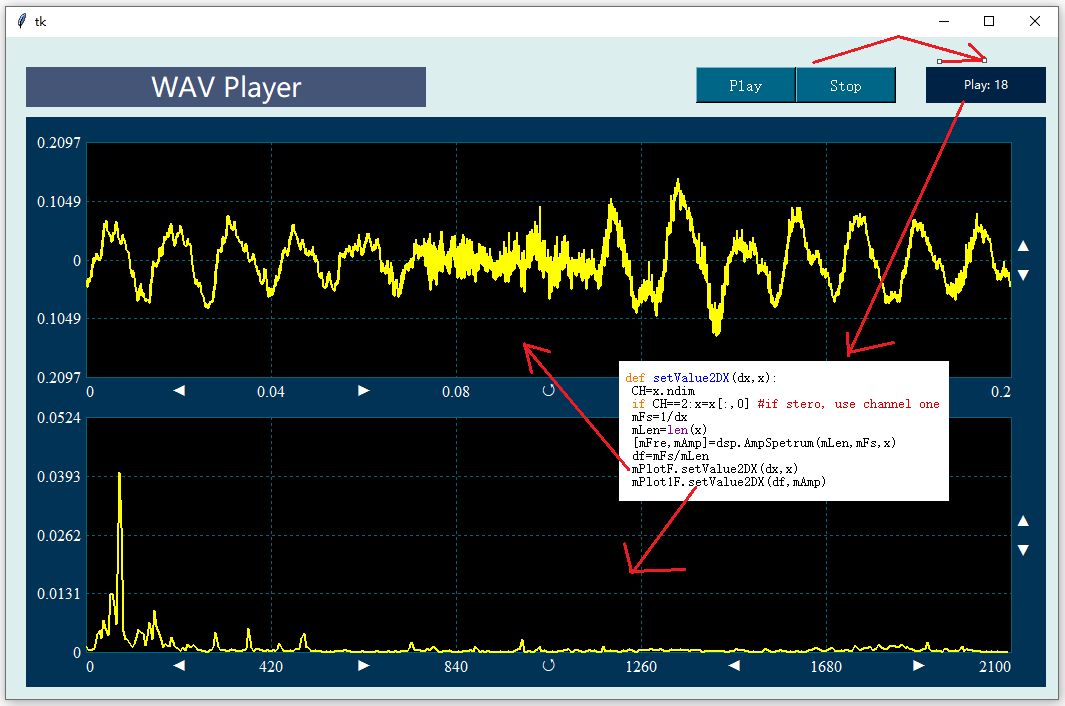 tk
WAV Player
Play
Stop
Play: 18
0.2097
0.1049
0
0.1049
0.2097
0
0.04
0.08
0.2
def setValue2DX(dx,x):
CH=x.ndim
if CH==2:x=x[:,0] #if stero, use channel one
mFs=1/dx
mLen=len(x)
[mFre,mAmp]=dsp.AmpSpetrum(mLen,mFs,x)
df=mFs/mLen
mPlotF.setValue2DX(dx,x)
mPlot1F.setValue2DX(df,mAmp)
0.0524
0.0393
0.0262
0.0131
0
0
420
840
1260
1680
2100